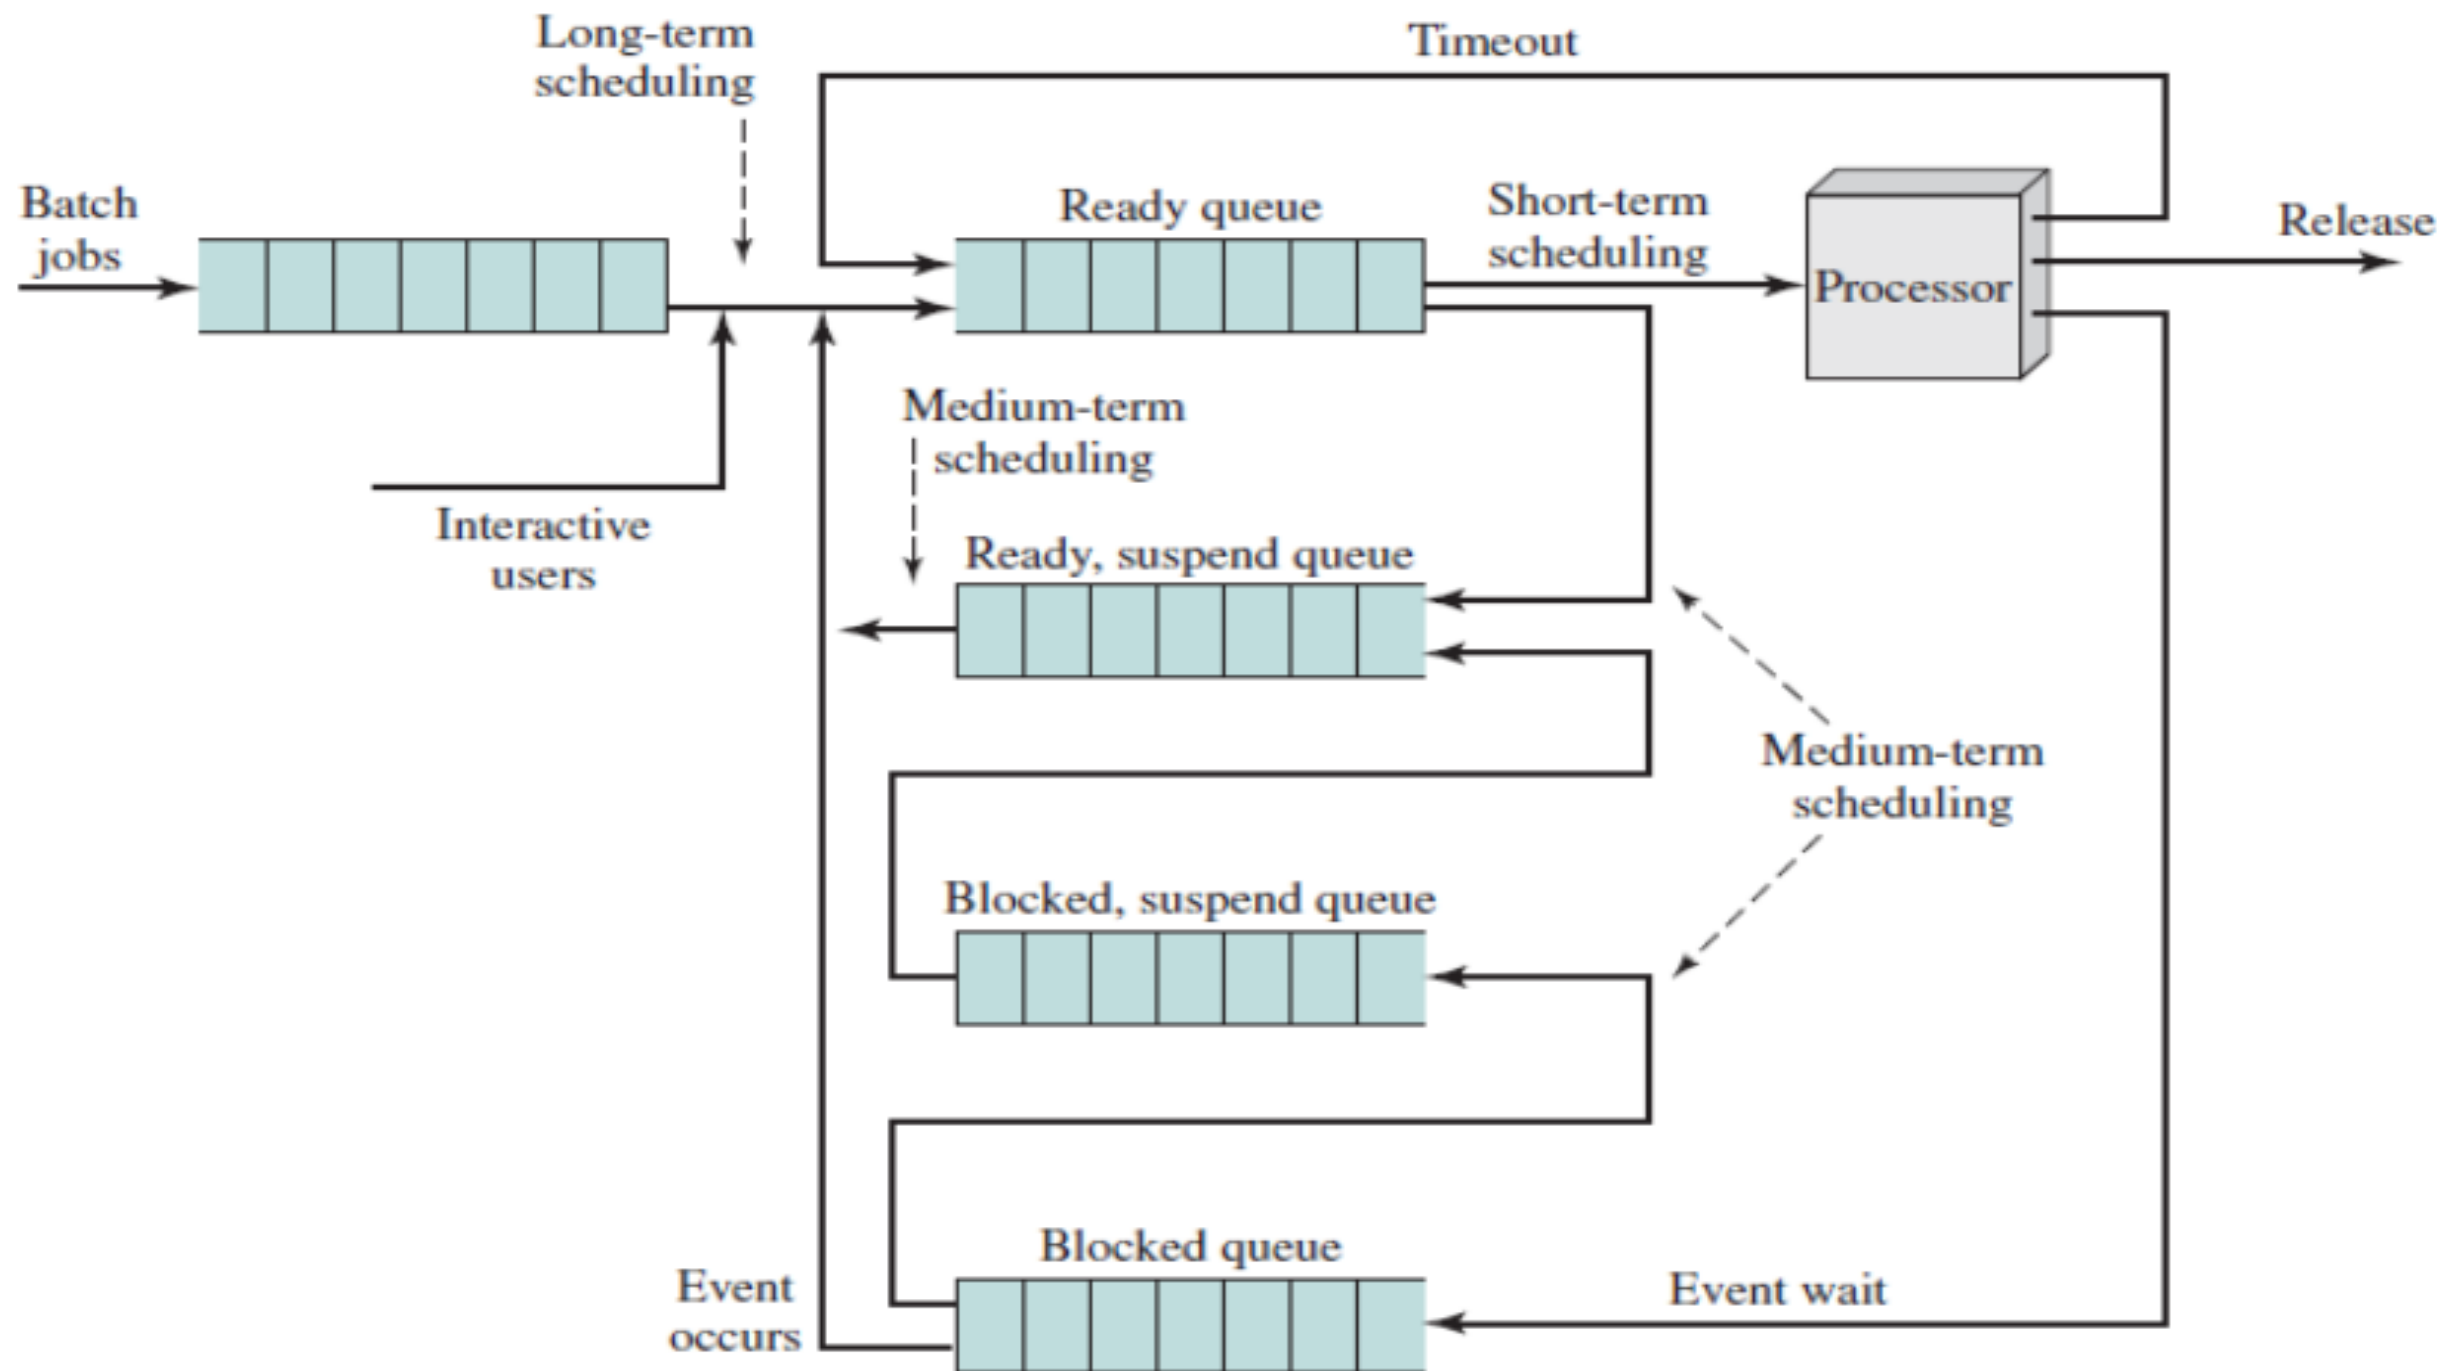 Long-term
scheduling
Timeout
Batch
jobs
Ready queue
Short-term
scheduling
Processor
Release
Medium-term
scheduling
Interactive
users
Ready, suspend queue
Medium-term
scheduling
Blocked, suspend queue
Blocked queue
Event
occurs
Event wait